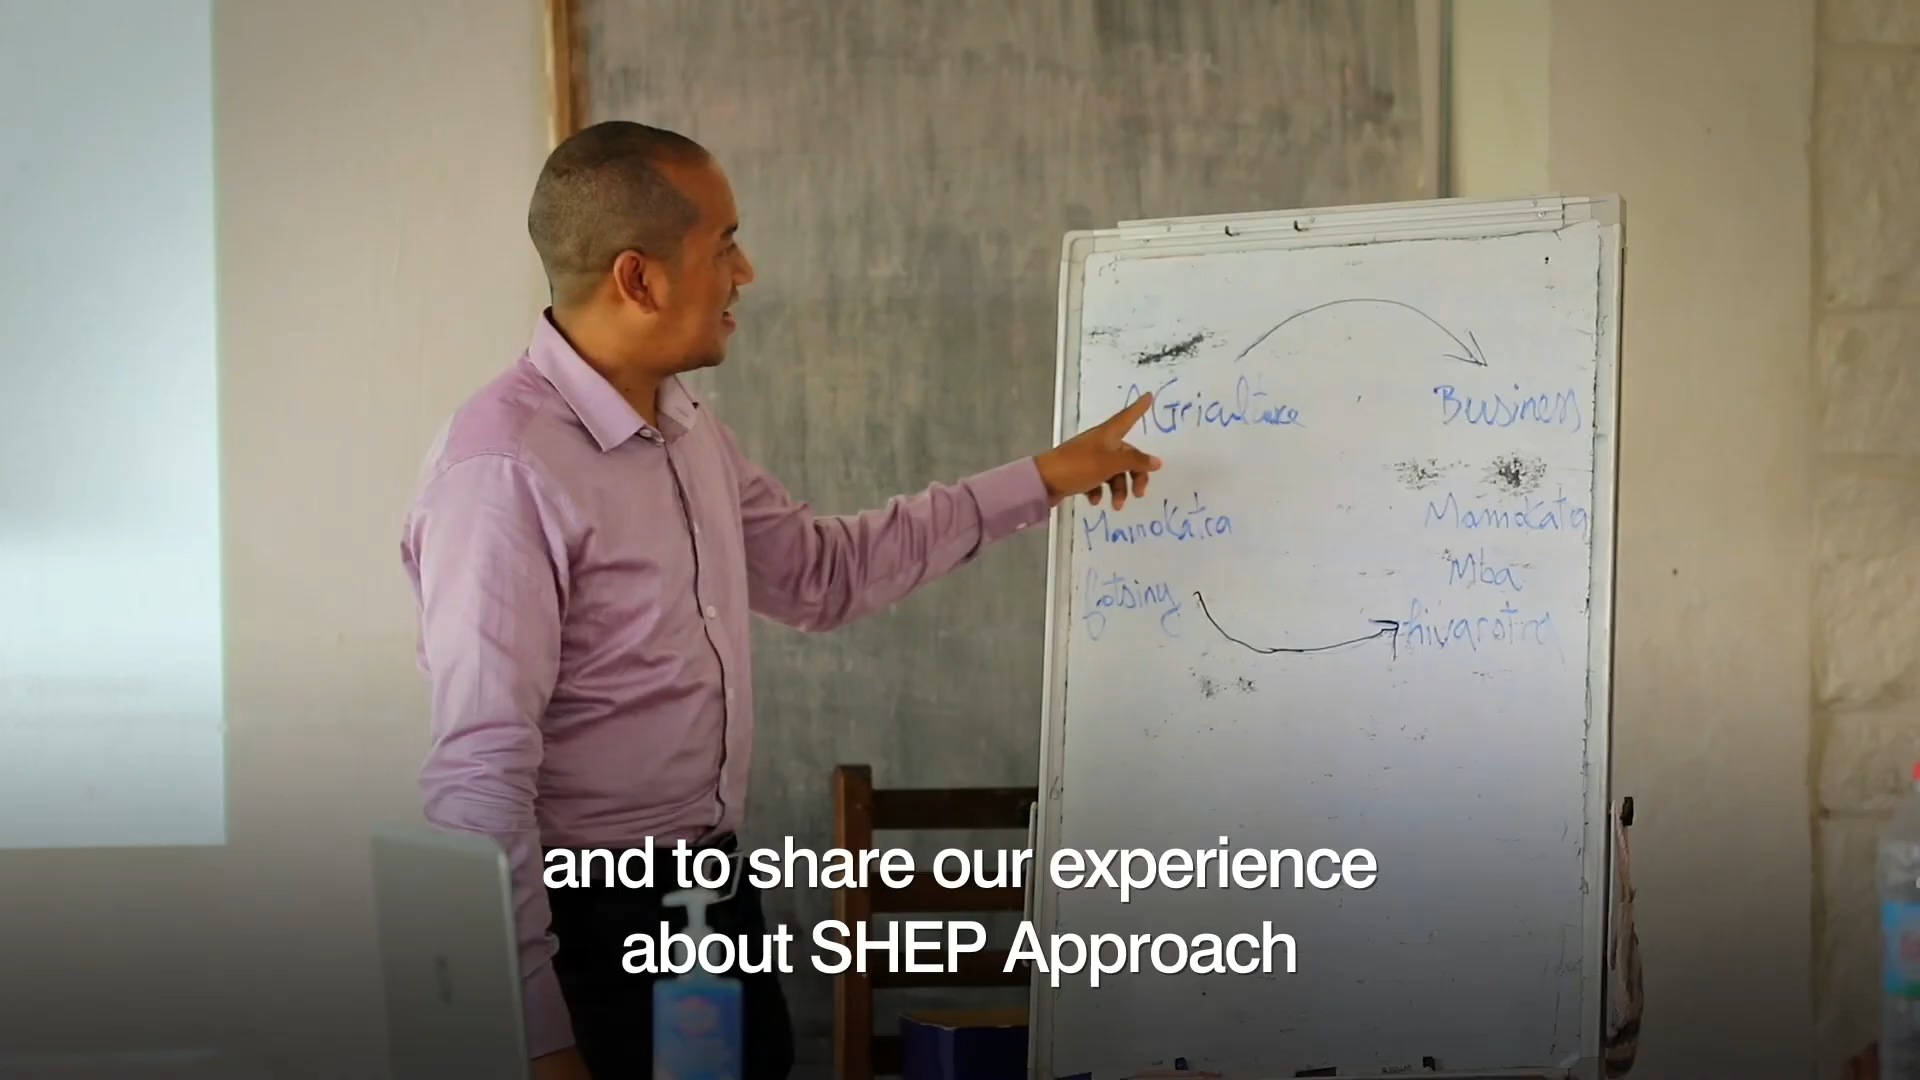 AGriculture
Business
Mamokatra
fotsiny
Mamokatra
Mba
hivarotra
and to share our experience
about SHEP Approach